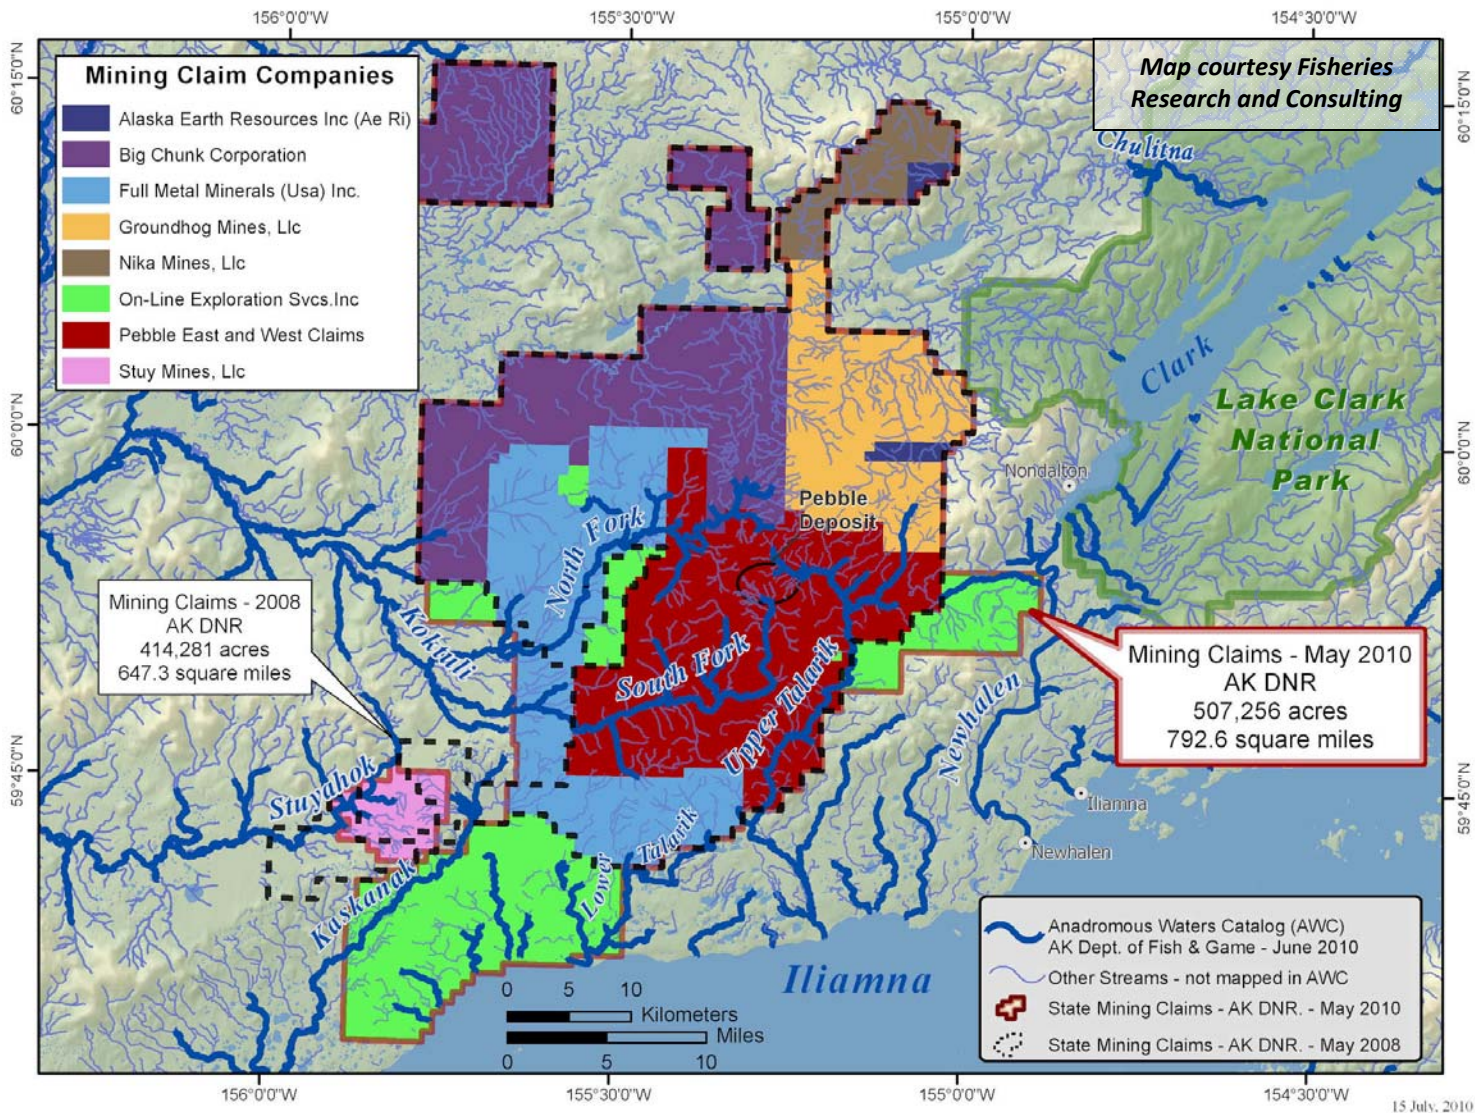 156°0'0"W
155°30'0"W
155°0'0"W
154°30'0"W
60°15'0"N
60°15'0"N
Mining Claim Companies
Alaska Earth Resources Inc (Ae Ri)
Big Chunk Corporation
Full Metal Minerals (Usa) Inc.
Groundhog Mines, Llc
Nika Mines, Llc
On-Line Exploration Svcs.Inc
Pebble East and West Claims
Stuy Mines, Llc
Map courtesy Fisheries
Research and Consulting
Chulitna
Clark
Lake Clark
National
Park
60°0'0"N
60°0'0"N
Nondalton
Pebble
Deposit
North Fork
Koktuli
South Fork
Upper Talarik
Newhalen
Mining Claims - 2008
AK DNR
414,281 acres
647.3 square miles
Mining Claims - May 2010
AK DNR
507,256 acres
792.6 square miles
59°45'0"N
59°45'0"N
Stuyahok
Kaskanak
Lower
Talarik
Iliamna
Newhalen
Iliamna
0 5 10
Kilometers
Miles
0 5 10
Anadromous Waters Catalog (AWC)
AK Dept. of Fish & Game - June 2010
Other Streams - not mapped in AWC
State Mining Claims - AK DNR. - May 2010
State Mining Claims - AK DNR. - May 2008
156°0'0"W
155°30'0"W
155°0'0"W
154°30'0"W
15 July, 2010